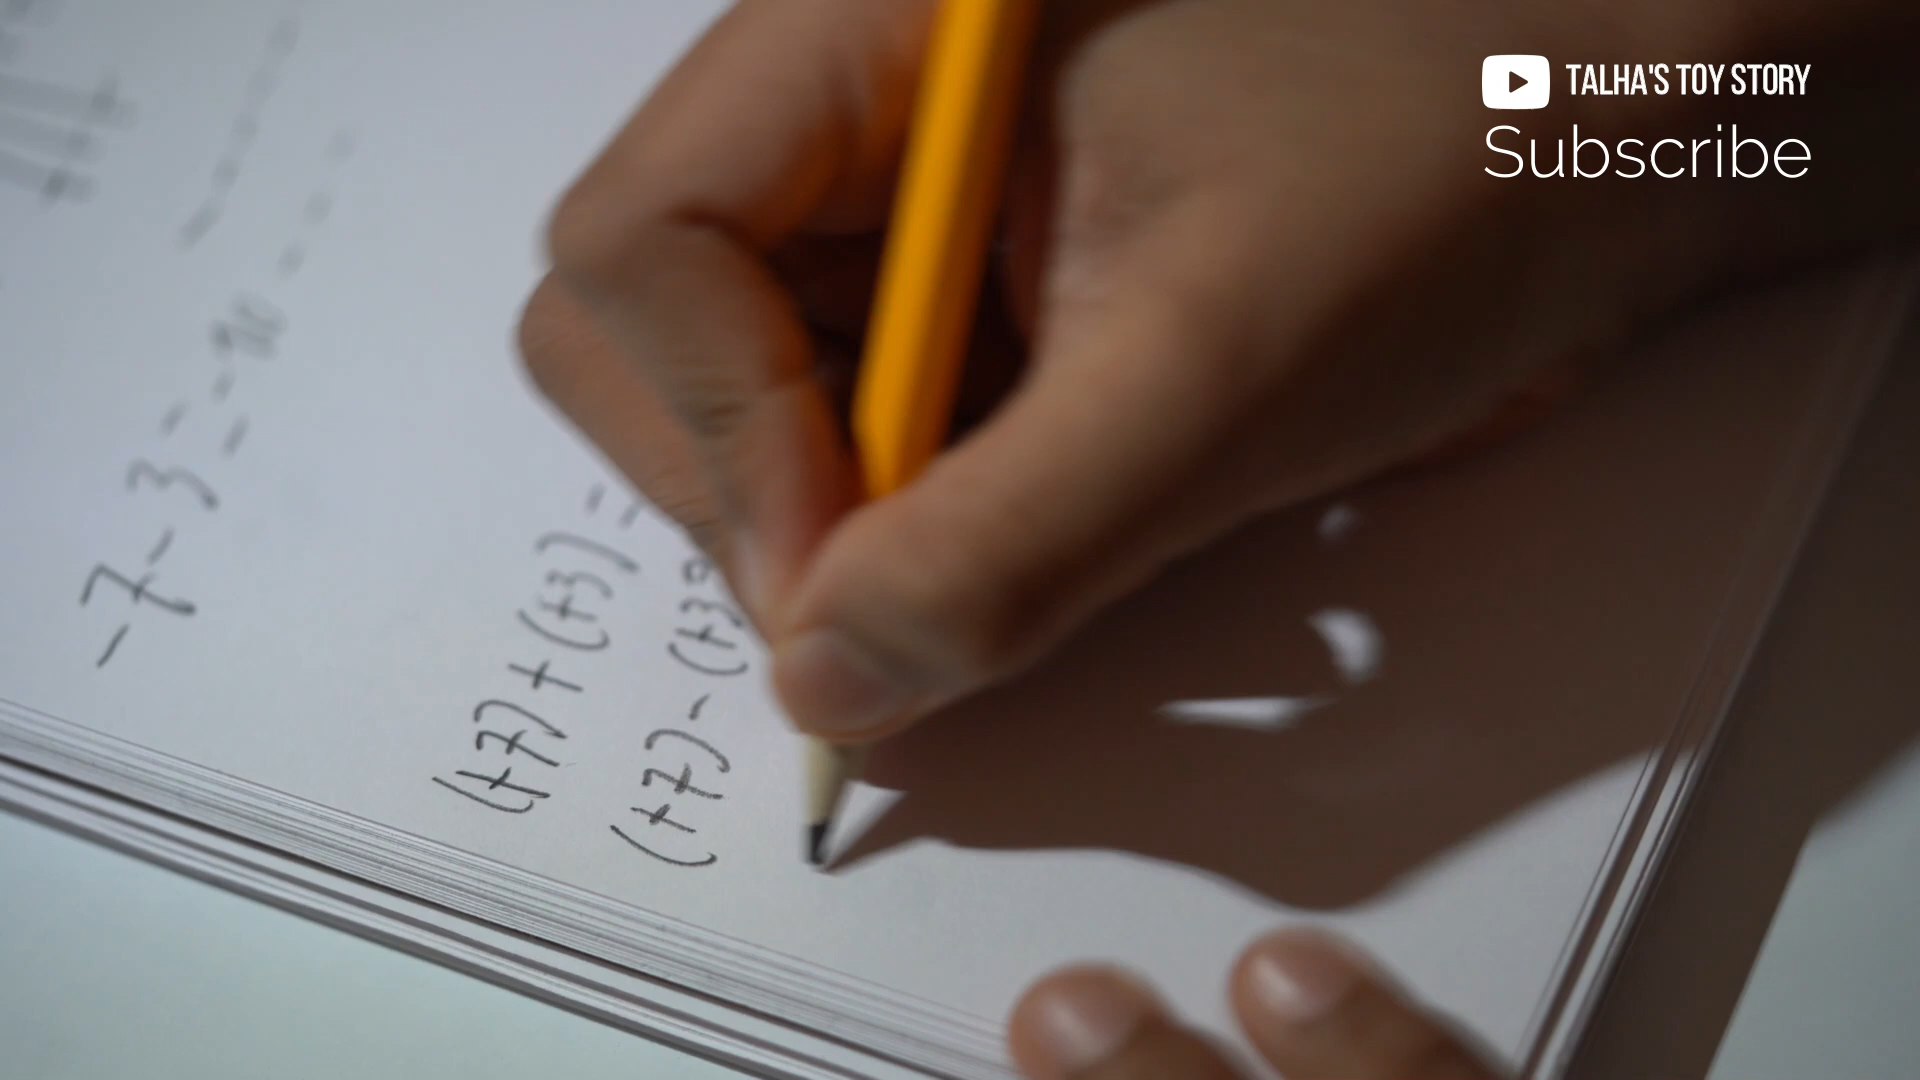 TALHA'S TOY STORY
Subscribe
-7-3=-10
(+7)+(+3)=
(+7)-(+3